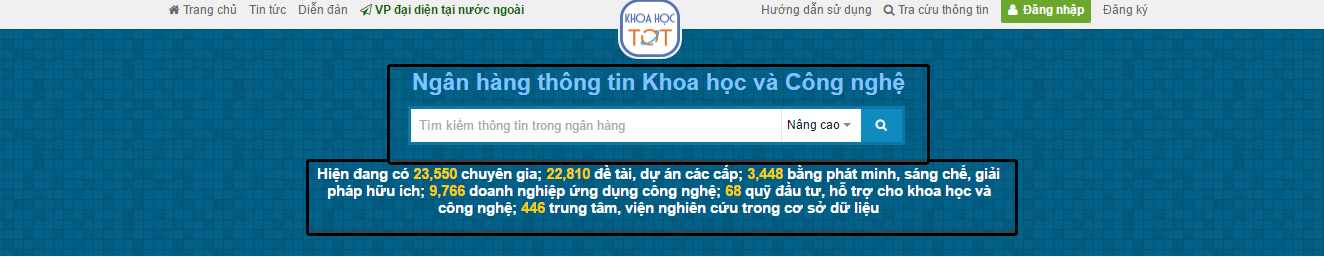 Trang chủ Tin tức Diễn đàn VP đại diện tại nước ngoài
KHOA HỌC
TỐT
Hướng dẫn sử dụng Tra cứu thông tin Đăng nhập Đăng ký
Ngân hàng thông tin Khoa học và Công nghệ
Tìm kiếm thông tin trong ngân hàng Nâng cao
Hiện đang có 23,550 chuyên gia; 22,810 đề tài, dự án các cấp; 3,448 bằng phát minh, sáng chế, giải
pháp hữu ích; 9,766 doanh nghiệp ứng dụng công nghệ; 68 quỹ đầu tư, hỗ trợ cho khoa học và
công nghệ; 446 trung tâm, viện nghiên cứu trong cơ sở dữ liệu